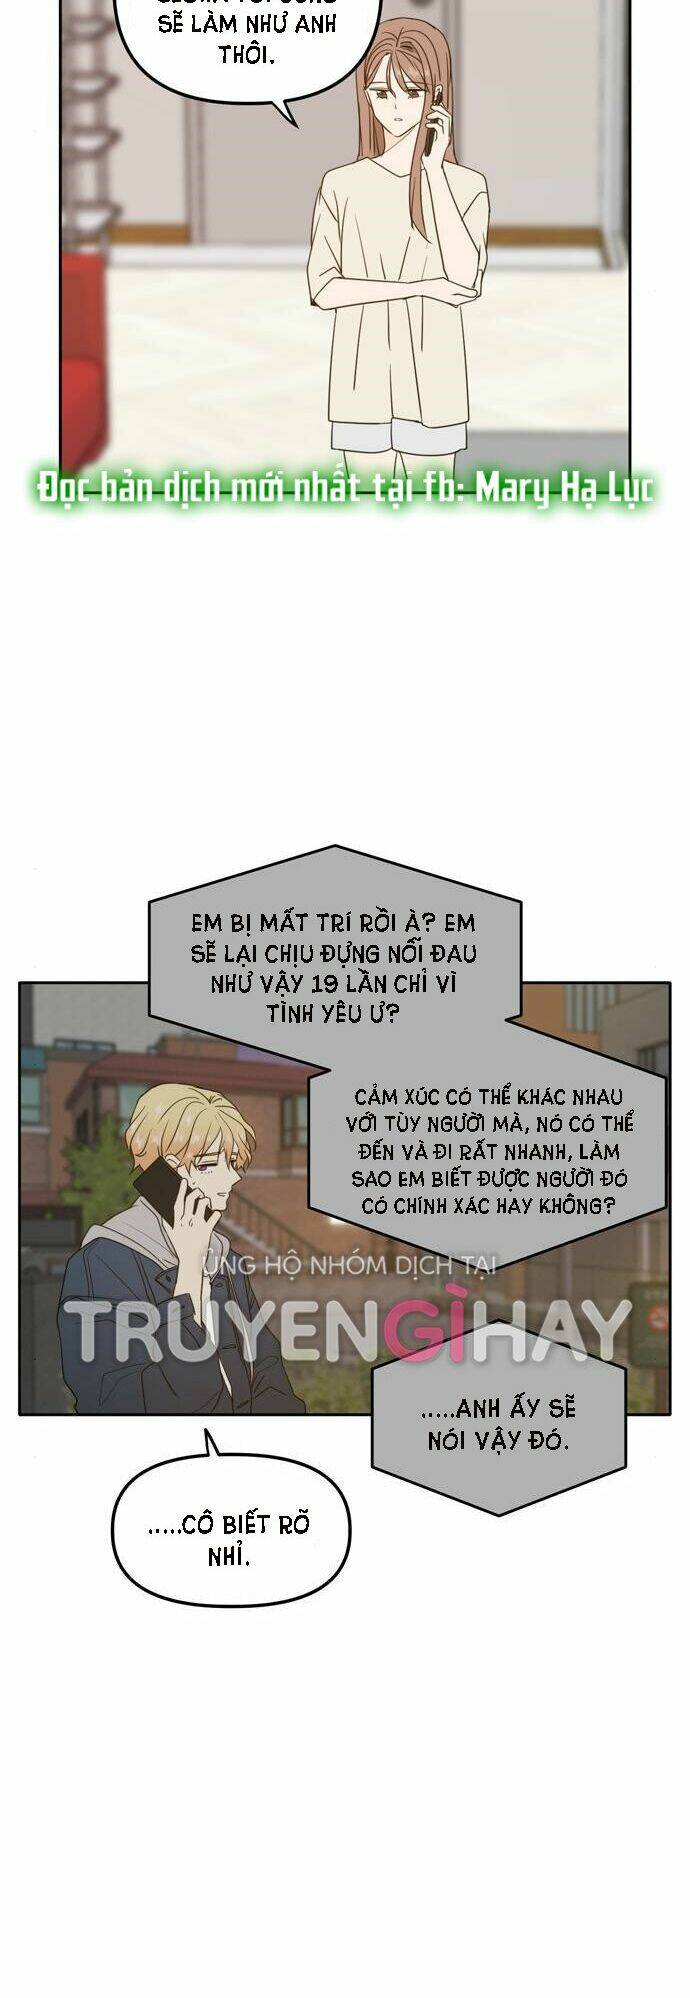 SẼ LÀM NHƯ ANH
THÔI.
Đọc bản dịch mới nhất tại fb: Mary Hạ Lục
EM BỊ MẤT TRÍ RỒI À? EM
SẼ LẠI CHỊU ĐỰNG NỖI ĐAU
NHƯ VẬY 19 LẦN CHỈ VÌ
TÌNH YÊU Ư?
CẢM XÚC CÓ THỂ KHÁC NHAU
VỚI TÙY NGƯỜI MÀ, NÓ CÓ THỂ
ĐẾN VÀ ĐI RẤT NHANH, LÀM
SAO EM BIẾT ĐƯỢC NGƯỜI ĐÓ
CÓ CHÍNH XÁC HAY KHÔNG?
ỦNG HỘ NHÓM DỊCH TẠI
TRUYENGÌHAY
.....ANH ẤY SẼ
NÓI VẬY ĐÓ.
.....CÔ BIẾT RÕ
NHỈ.